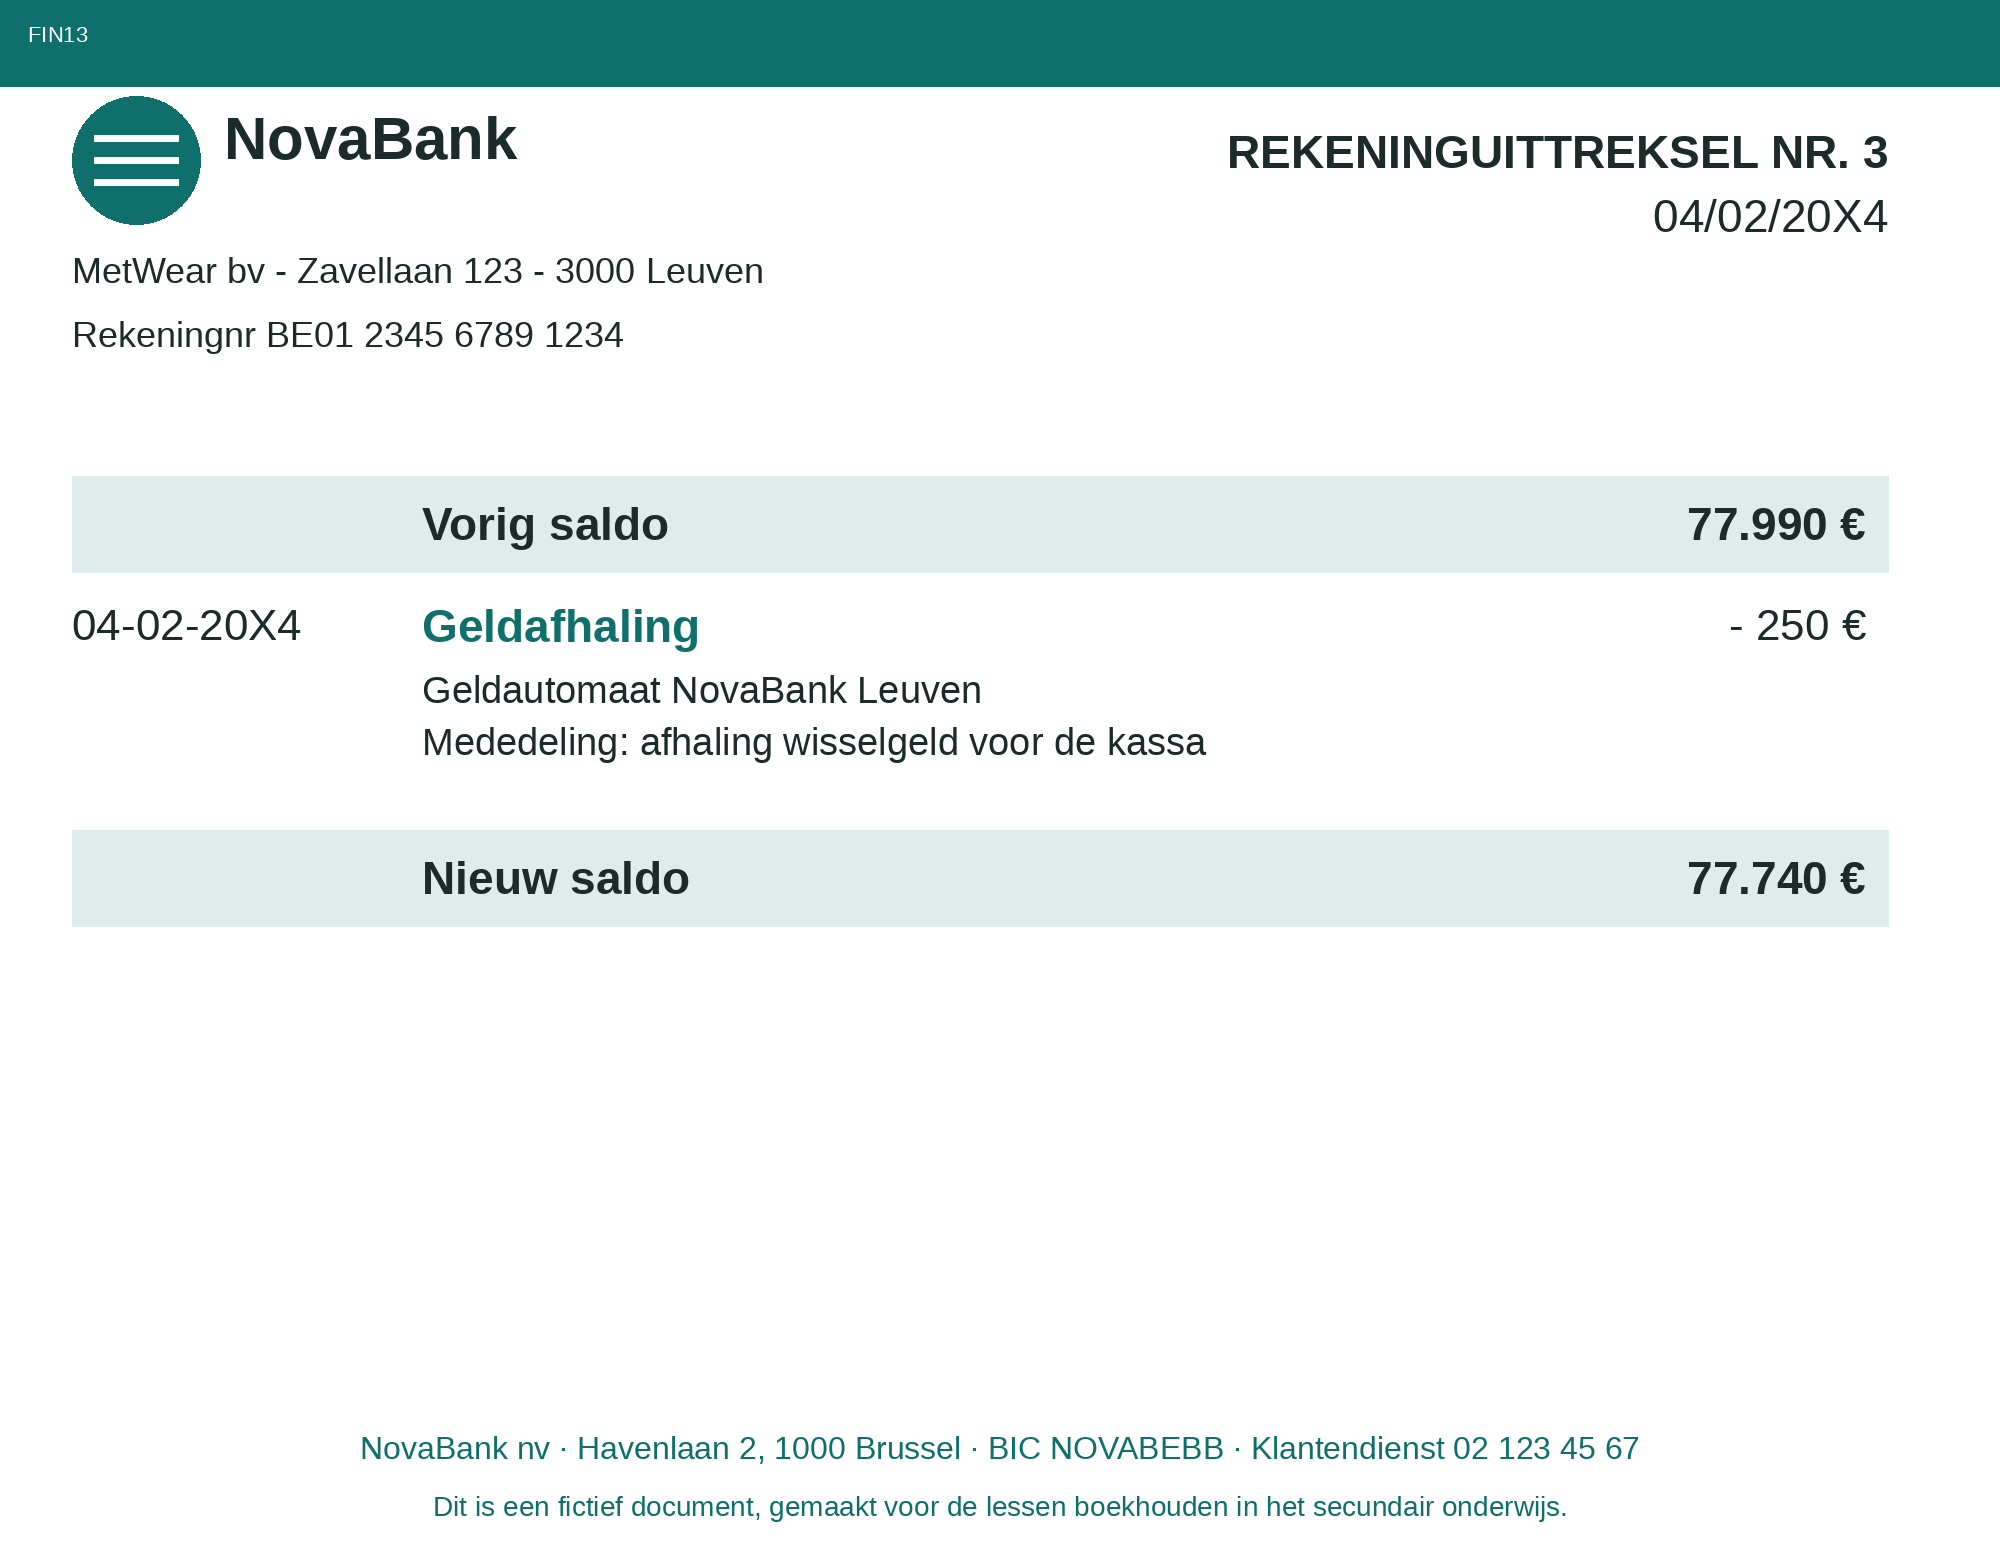 FIN13
NovaBank
REKENINGUITTREKSEL NR. 3
04/02/20X4
MetWear bv - Zavellaan 123 - 3000 Leuven
Rekeningnr BE01 2345 6789 1234
Vorig saldo 77.990 €
04-02-20X4 Geldafhaling - 250 €
Geldautomaat NovaBank Leuven
Mededeling: afhaling wisselgeld voor de kassa
Nieuw saldo 77.740 €
NovaBank nv · Havenlaan 2, 1000 Brussel · BIC NOVABEBB · Klantendienst 02 123 45 67
Dit is een fictief document, gemaakt voor de lessen boekhouden in het secundair onderwijs.